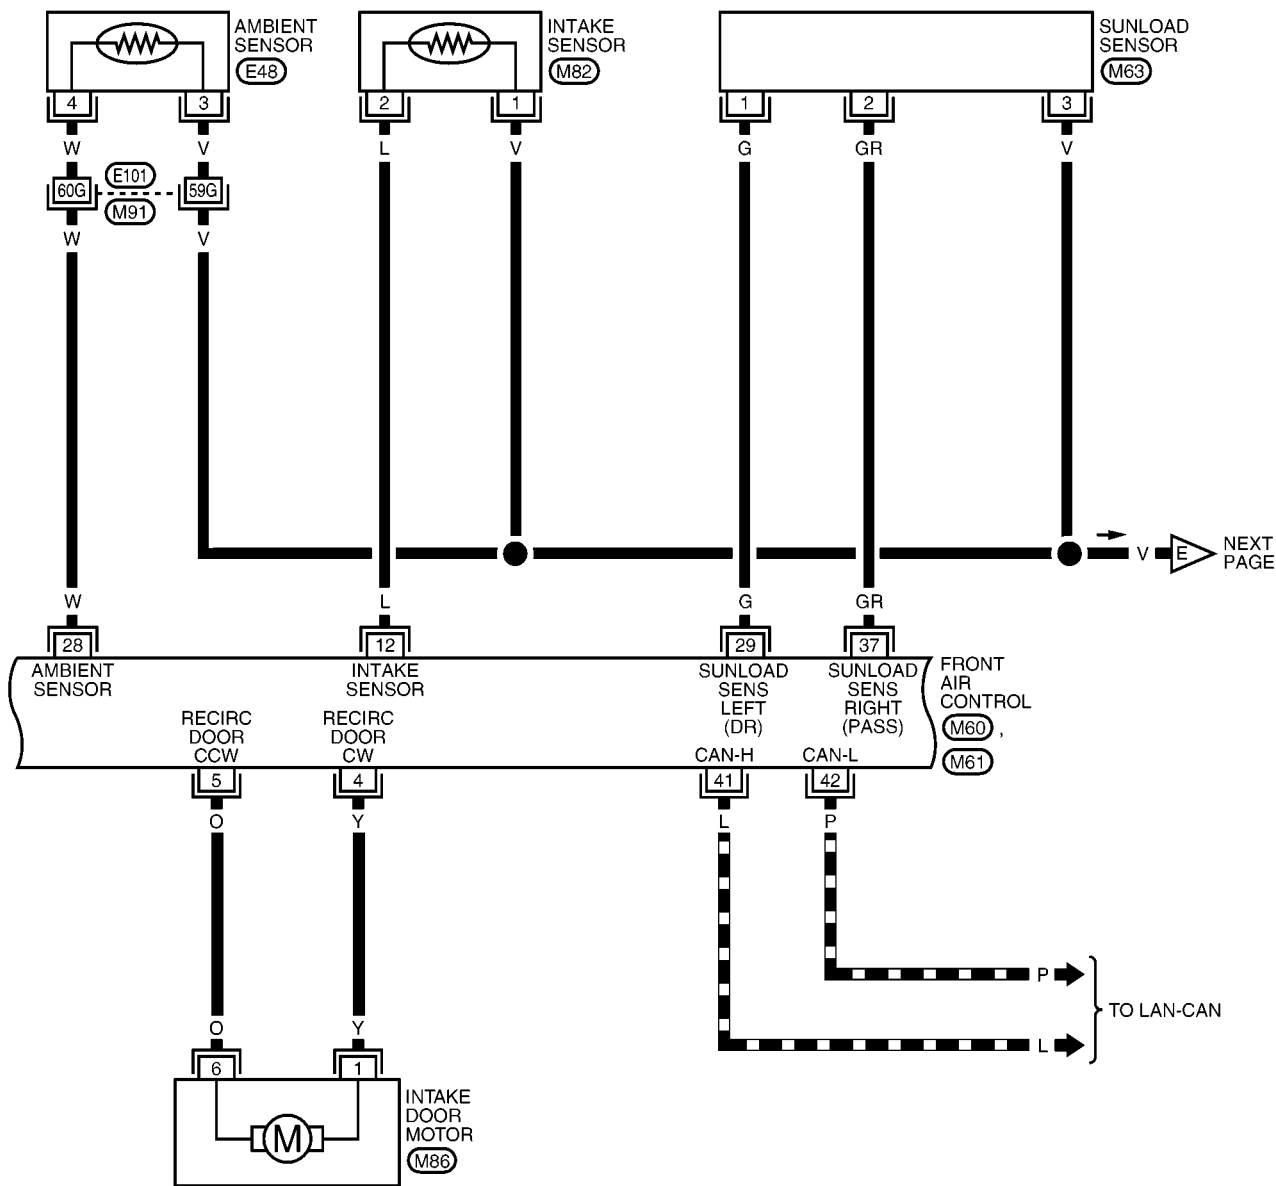 AMBIENT
SENSOR
E48
INTAKE
SENSOR
M82
SUNLOAD
SENSOR
M63
4
3
2
1
1
2
3
W
V
L
V
G
GR
V
60G
E101
M91
59G
W
V
V
E
NEXT
PAGE
W
L
G
GR
28
12
29
37
AMBIENT
SENSOR
INTAKE
SENSOR
SUNLOAD
SENS
LEFT
(DR)
SUNLOAD
SENS
RIGHT
(PASS)
FRONT
AIR
CONTROL
M60 ,
M61
RECIRC
DOOR
CCW
RECIRC
DOOR
CW
CAN-H
CAN-L
5
4
41
42
O
Y
L
P
P
L
TO LAN-CAN
O
Y
6
1
M
INTAKE
DOOR
MOTOR
M86